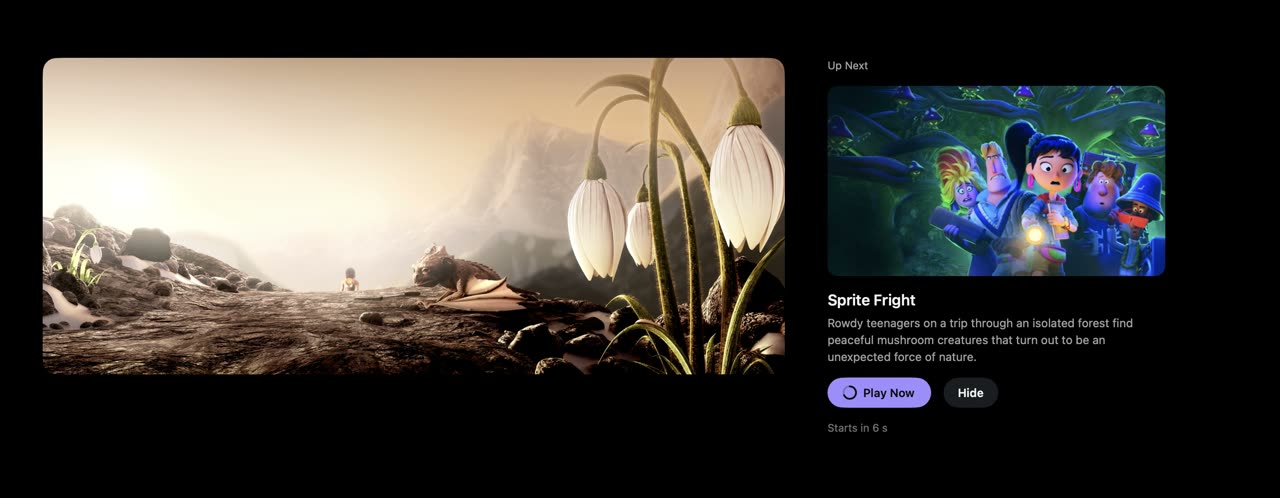 Up Next
Sprite Fright
Rowdy teenagers on a trip through an isolated forest find
peaceful mushroom creatures that turn out to be an
unexpected force of nature.
Play Now
Hide
Starts in 6 s